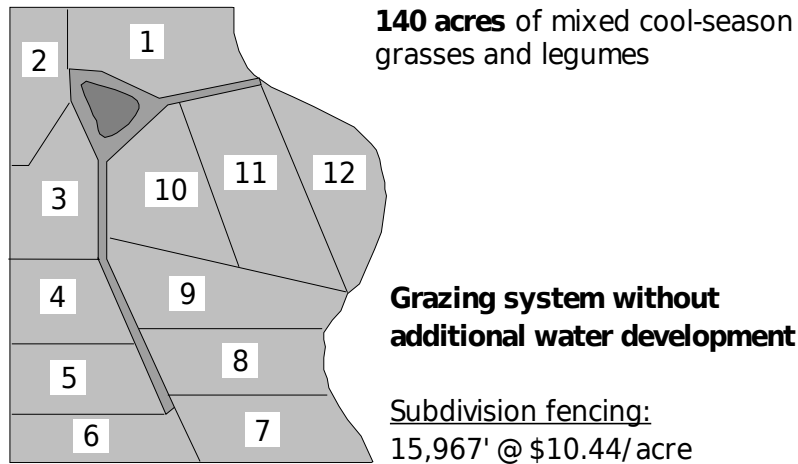 140 acres of mixed cool-season
grasses and legumes
1
2
3
10
11
12
4
9
5
8
6
7
Grazing system without
additional water development
Subdivision fencing:
15,967' @ $10.44/acre